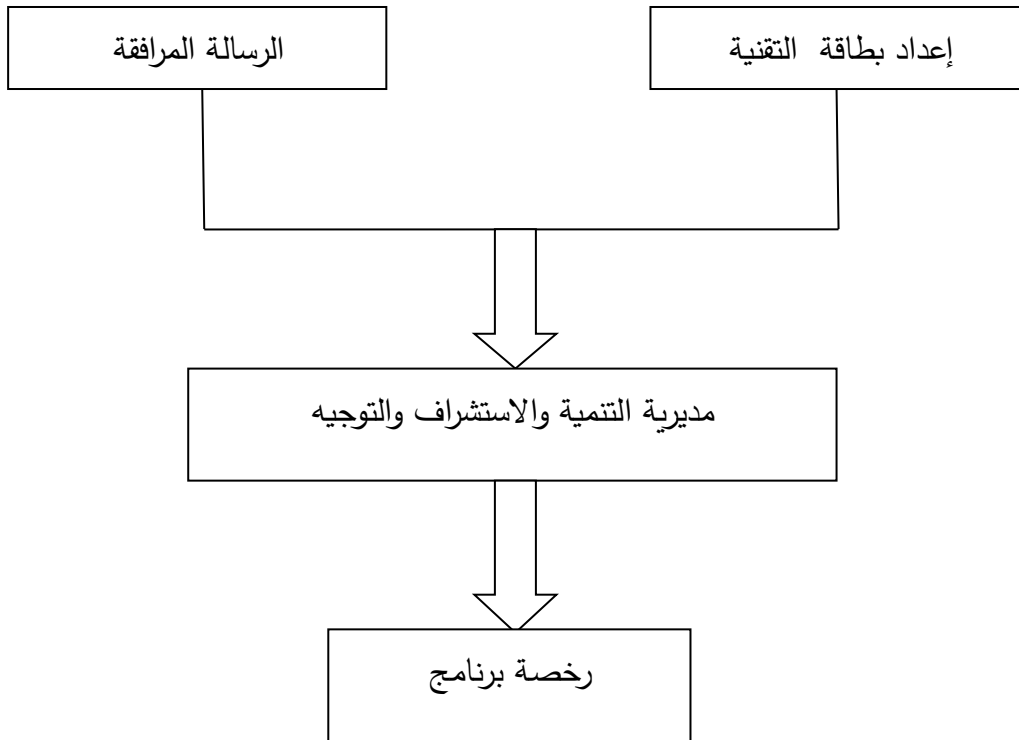 إعداد بطاقة التقنية
الرسالة المرافقة
مديرية التنمية والاستشراف والتوجيه
رخصة برنامج